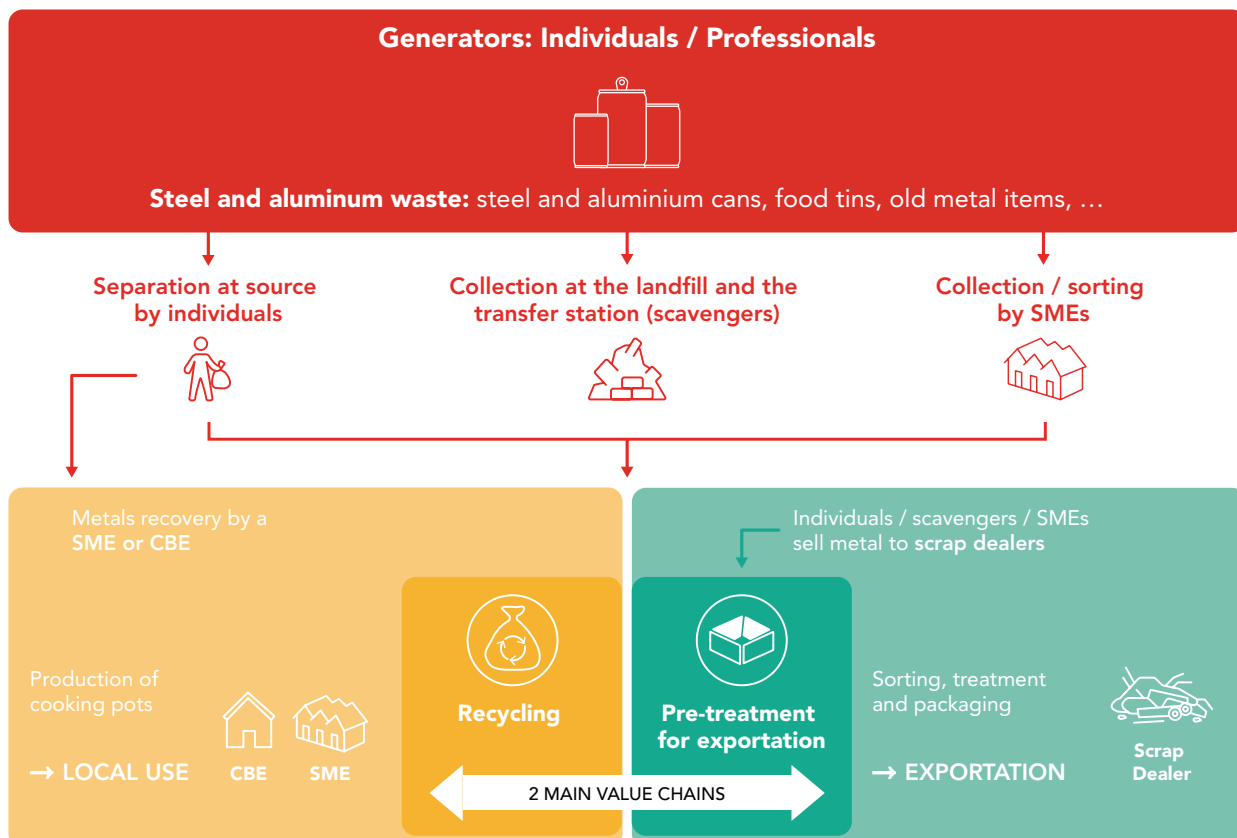 Generators: Individuals / Professionals
Steel and aluminum waste: steel and aluminium cans, food tins, old metal items, …
Separation at source
by individuals
Collection at the landfill and the
transfer station (scavengers)
Collection / sorting
by SMEs
Metals recovery by a
SME or CBE
Individuals / scavengers / SMEs
sell metal to scrap dealers
Production of
cooking pots
→ LOCAL USE
CBE
SME
Recycling
Pre-treatment
for exportation
Sorting, treatment
and packaging
→ EXPORTATION
Scrap
Dealer
2 MAIN VALUE CHAINS